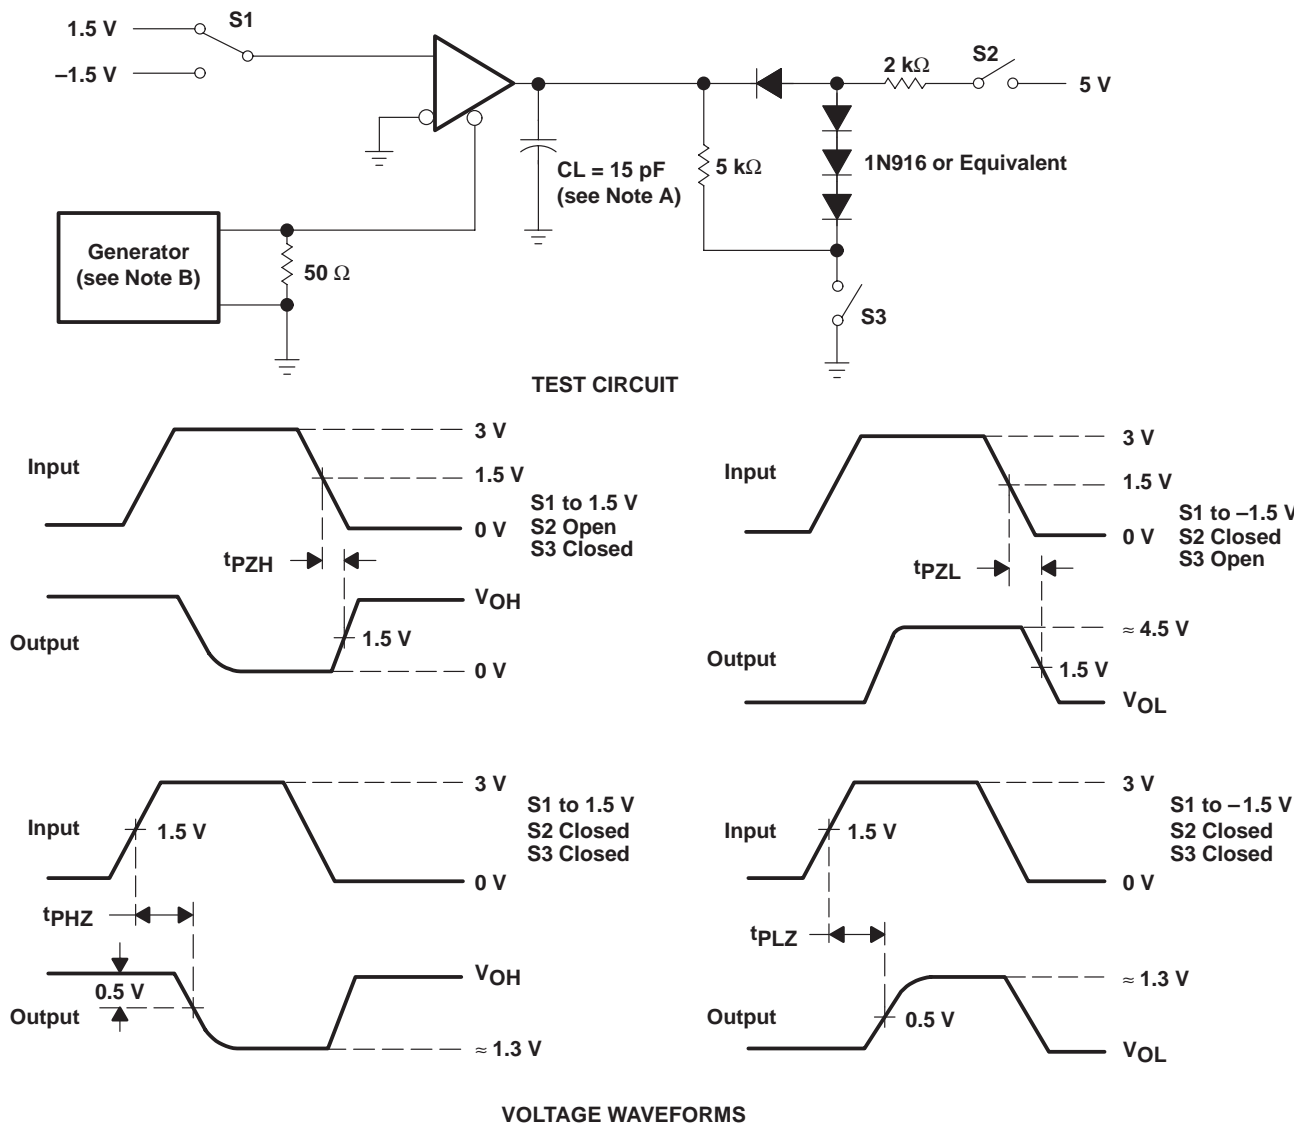 1.5 V
S1
–1.5 V
2 kΩ
S2
5 V
CL = 15 pF
(see Note A)
5 kΩ
1N916 or Equivalent
Generator
(see Note B)
50 Ω
S3
TEST CIRCUIT
Input
3 V
1.5 V
0 V
S1 to 1.5 V
S2 Open
S3 Closed
tPZH
Output
VOH
1.5 V
0 V
Input
3 V
1.5 V
0 V
S1 to –1.5 V
S2 Closed
S3 Open
tPZL
Output
≈ 4.5 V
1.5 V
VOL
Input
3 V
1.5 V
0 V
S1 to 1.5 V
S2 Closed
S3 Closed
tPHZ
Output
0.5 V
VOH
≈ 1.3 V
Input
3 V
1.5 V
0 V
S1 to –1.5 V
S2 Closed
S3 Closed
tPLZ
Output
≈ 1.3 V
0.5 V
VOL
VOLTAGE WAVEFORMS